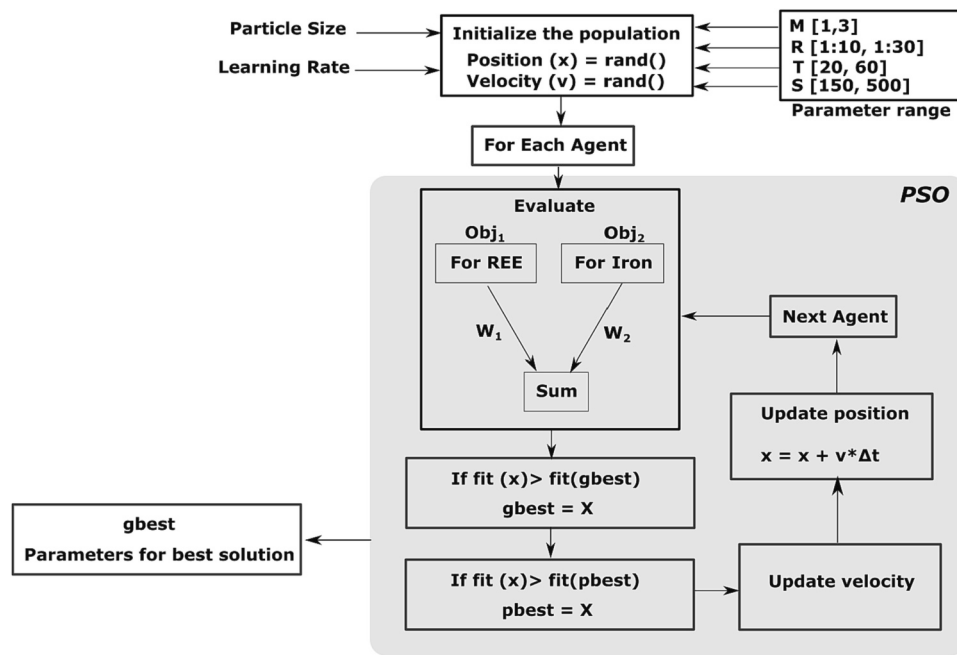 Particle Size
Learning Rate
Initialize the population
Position (x) = rand()
Velocity (v) = rand()
M [1,3]
R [1:10, 1:30]
T [20, 60]
S [150, 500]
Parameter range
For Each Agent
PSO
Evaluate
Obj₁
Obj₂
For REE
For Iron
W₁
W₂
Sum
Next Agent
Update position
x = x + v*Δt
If fit (x)> fit(gbest)
gbest = X
gbest
Parameters for best solution
If fit (x)> fit(pbest)
pbest = X
Update velocity